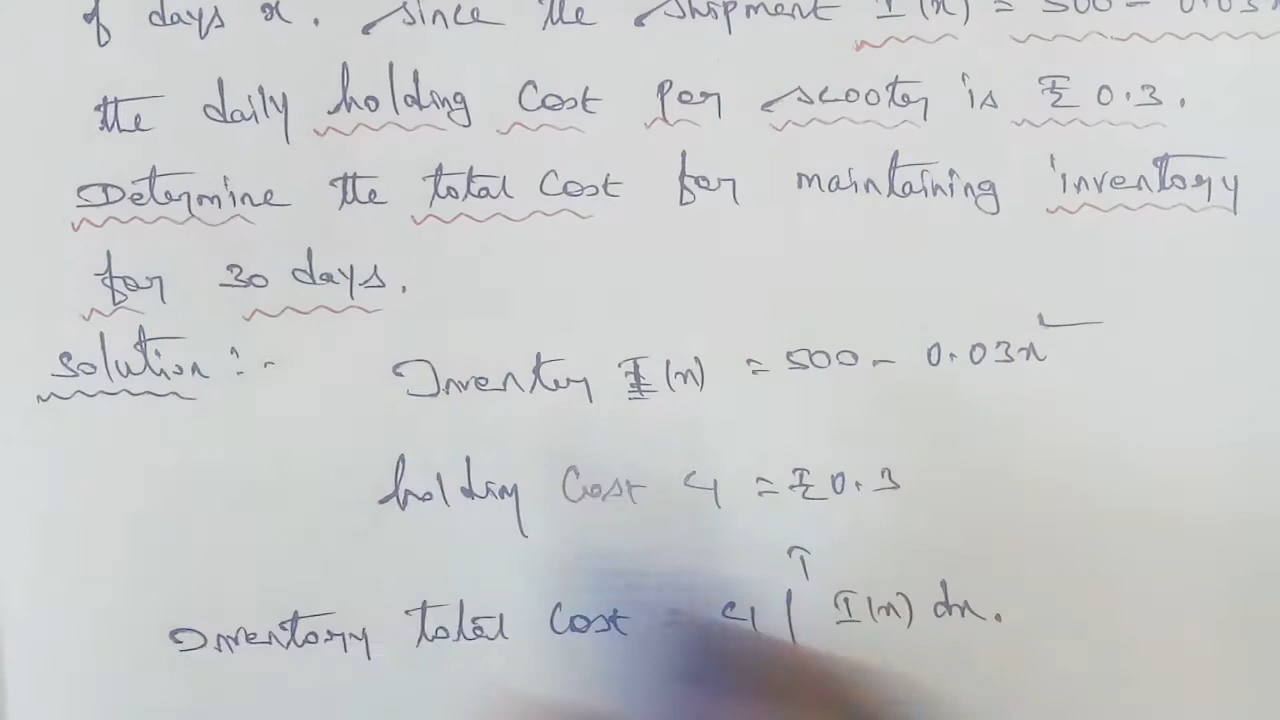 of days x. since the shipment I(x) = 500 - 0.03
the daily holding cost per scooter is ₹ 0.3.
Determine the total cost for maintaining inventory
for 30 days.
solution :-
Inventory I(x) = 500 - 0.03x²
holding cost C₁ = ₹0.3
Inventory total cost = C₁ ∫ᵀ I(x) dx.